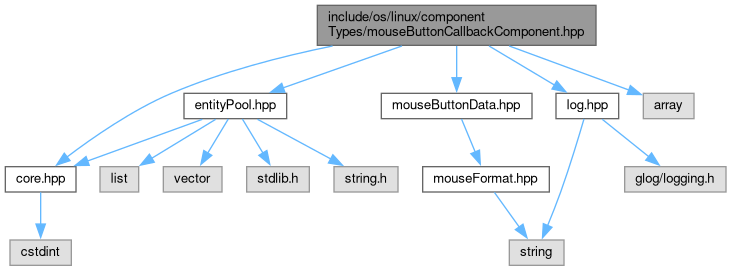 include/os/linux/component
Types/mouseButtonCallbackComponent.hpp
entityPool.hpp
mouseButtonData.hpp
log.hpp
array
core.hpp
list
vector
stdlib.h
string.h
mouseFormat.hpp
glog/logging.h
cstdint
string